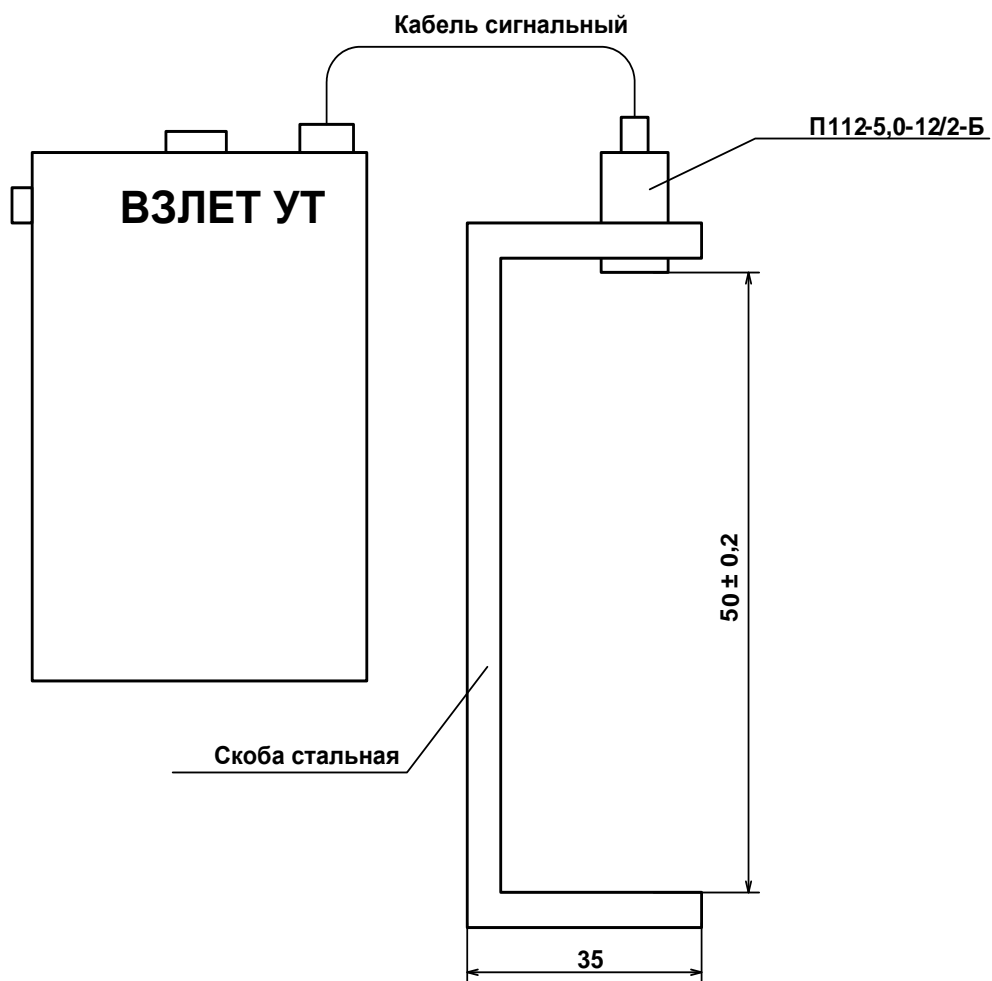 Кабель сигнальный
П112-5,0-12/2-Б
ВЗЛЕТ УТ
50 ± 0,2
Скоба стальная
35